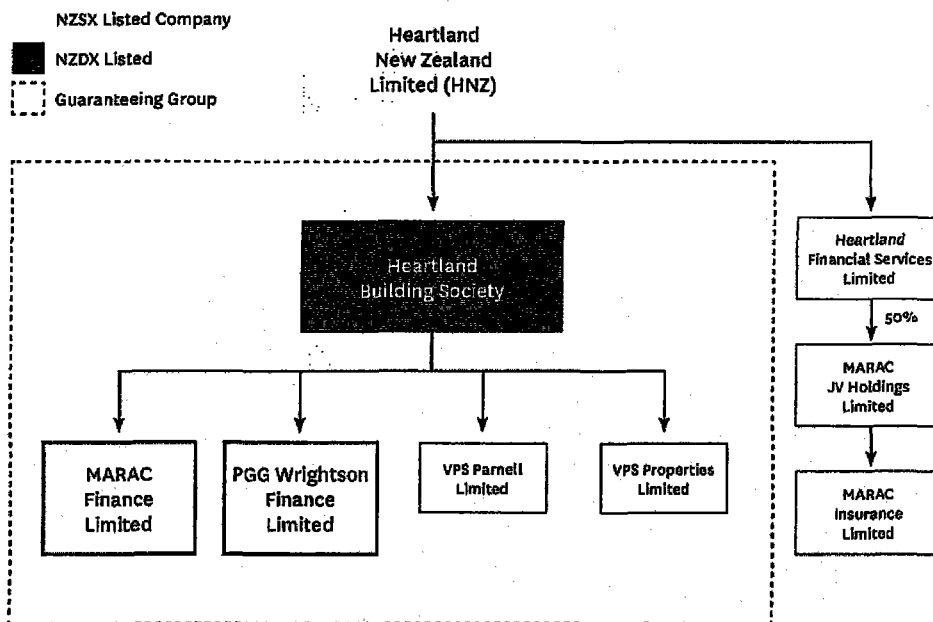 NZSX Listed Company
NZDX Listed
Guaranteeing Group
Heartland
New Zealand
Limited (HNZ)
Heartland
Building Society
Heartland
Financial Services
Limited
50%
MARAC
JV Holdings
Limited
MARAC
Finance
Limited
PGG Wrightson
Finance
Limited
VPS Parnell
Limited
VPS Properties
Limited
MARAC
Insurance
Limited